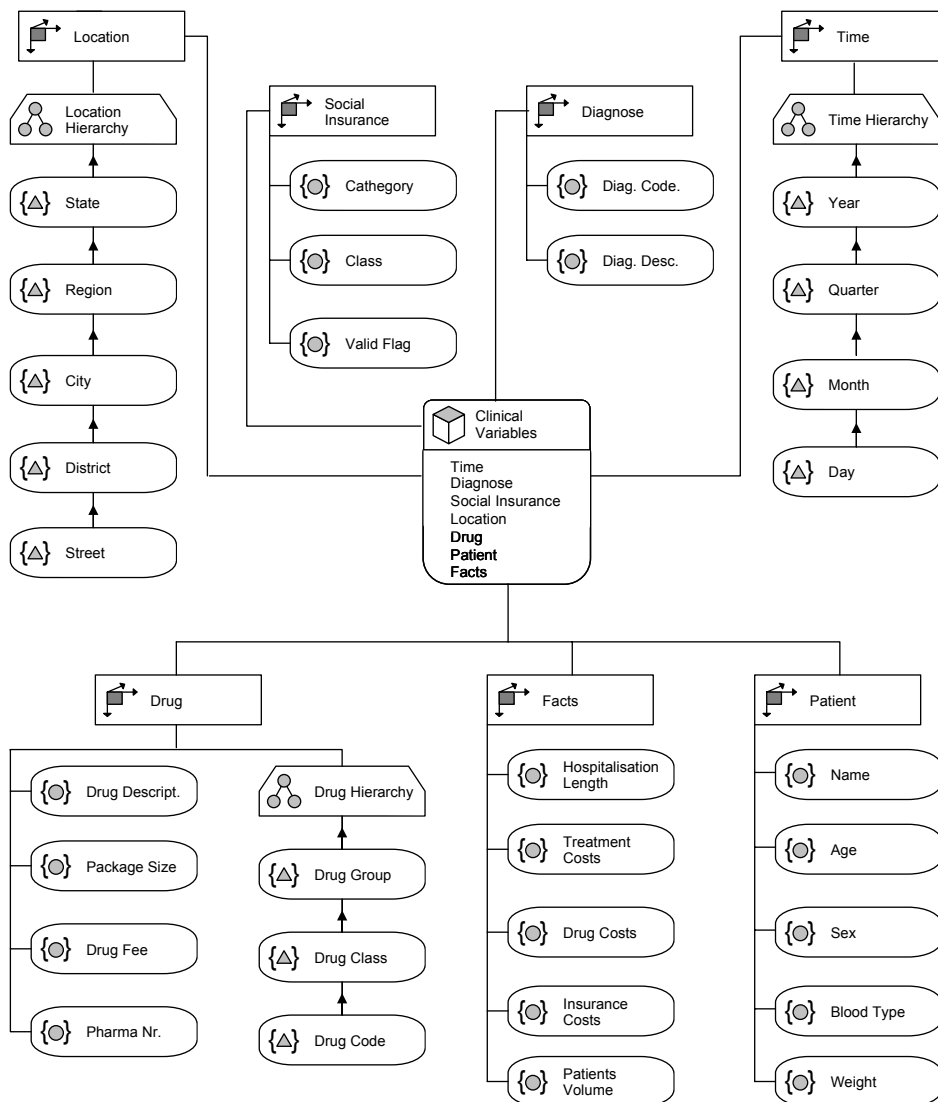 Location
Location
Hierarchy
State
Region
City
District
Street
Social
Insurance
Cathegory
Class
Valid Flag
Diagnose
Diag. Code.
Diag. Desc.
Time
Time Hierarchy
Year
Quarter
Month
Day
Clinical
Variables
Time
Diagnose
Social Insurance
Location
Drug
Patient
Facts
Drug
Drug Descript.
Package Size
Drug Fee
Pharma Nr.
Drug Hierarchy
Drug Group
Drug Class
Drug Code
Facts
Hospitalisation
Length
Treatment
Costs
Drug Costs
Insurance
Costs
Patients
Volume
Patient
Name
Age
Sex
Blood Type
Weight